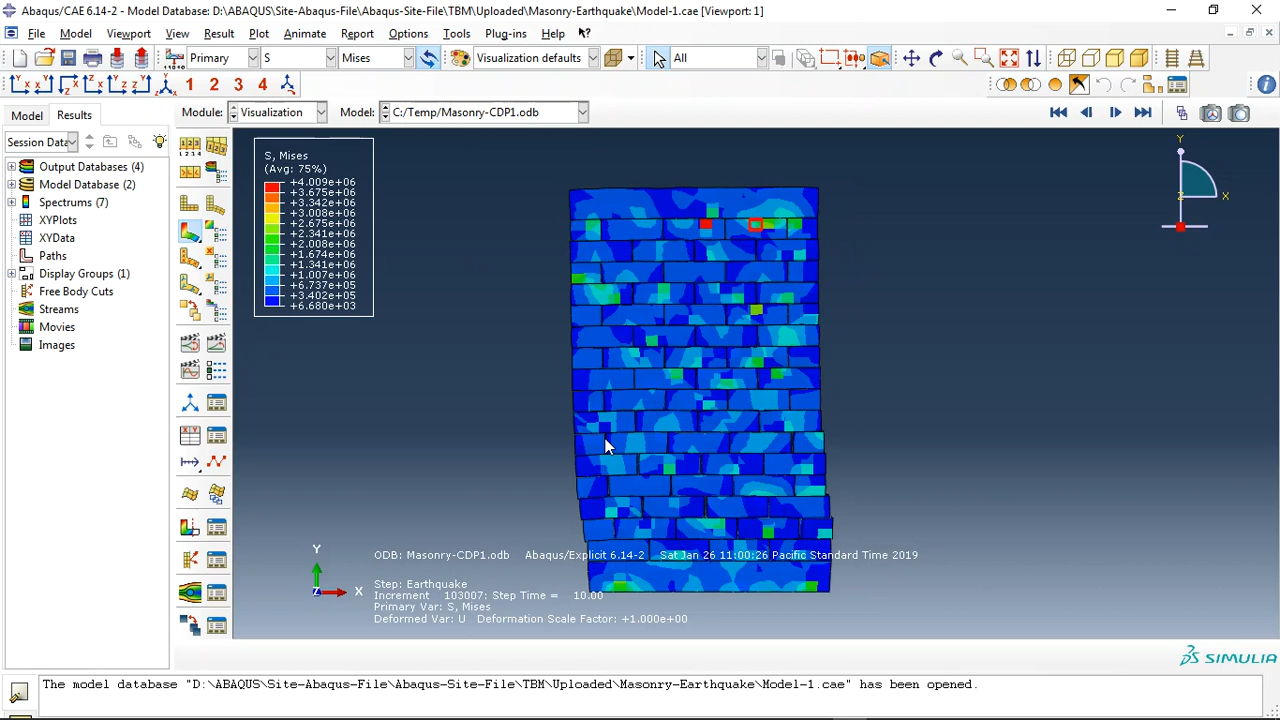 Abaqus/CAE 6.14-2 - Model Database: D:\ABAQUS\Site-Abaqus-File\Abaqus-Site-File\TBM\Uploaded\Masonry-Earthquake\Model-1.cae [Viewport: 1]
File Model Viewport View Result Plot Animate Report Options Tools Plug-ins Help
Primary S Mises Visualization defaults All
1 2 3 4
Model Results Module: Visualization Model: C:/Temp/Masonry-CDP1.odb
Session Data
Output Databases (4)
Model Database (2)
Spectrums (7)
XYPlots
XYData
Paths
Display Groups (1)
Free Body Cuts
Streams
Movies
Images
S, Mises
(Avg: 75%)
+4.009e+06
+3.675e+06
+3.342e+06
+3.008e+06
+2.675e+06
+2.341e+06
+2.008e+06
+1.674e+06
+1.341e+06
+1.007e+06
+6.737e+05
+3.402e+05
+6.680e+03
Y
Z X
Y
Z X
ODB: Masonry-CDP1.odb Abaqus/Explicit 6.14-2 Sat Jan 26 11:00:26 Pacific Standard Time 2019
Step: Earthquake
Increment 103007: Step Time = 10.00
Primary Var: S, Mises
Deformed Var: U Deformation Scale Factor: +1.000e+00
SIMULIA
The model database "D:\ABAQUS\Site-Abaqus-File\Abaqus-Site-File\TBM\Uploaded\Masonry-Earthquake\Model-1.cae" has been opened.